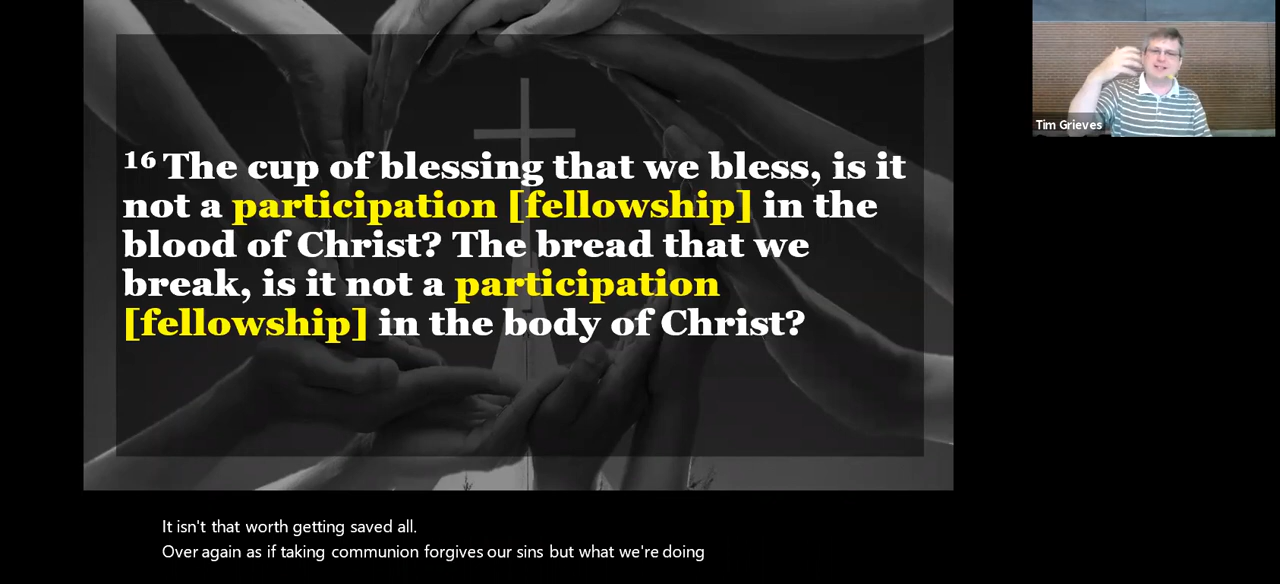 16 The cup of blessing that we bless, is it
not a participation [fellowship] in the
blood of Christ? The bread that we
break, is it not a participation
[fellowship] in the body of Christ?
Tim Grieves
It isn't that worth getting saved all.
Over again as if taking communion forgives our sins but what we're doing